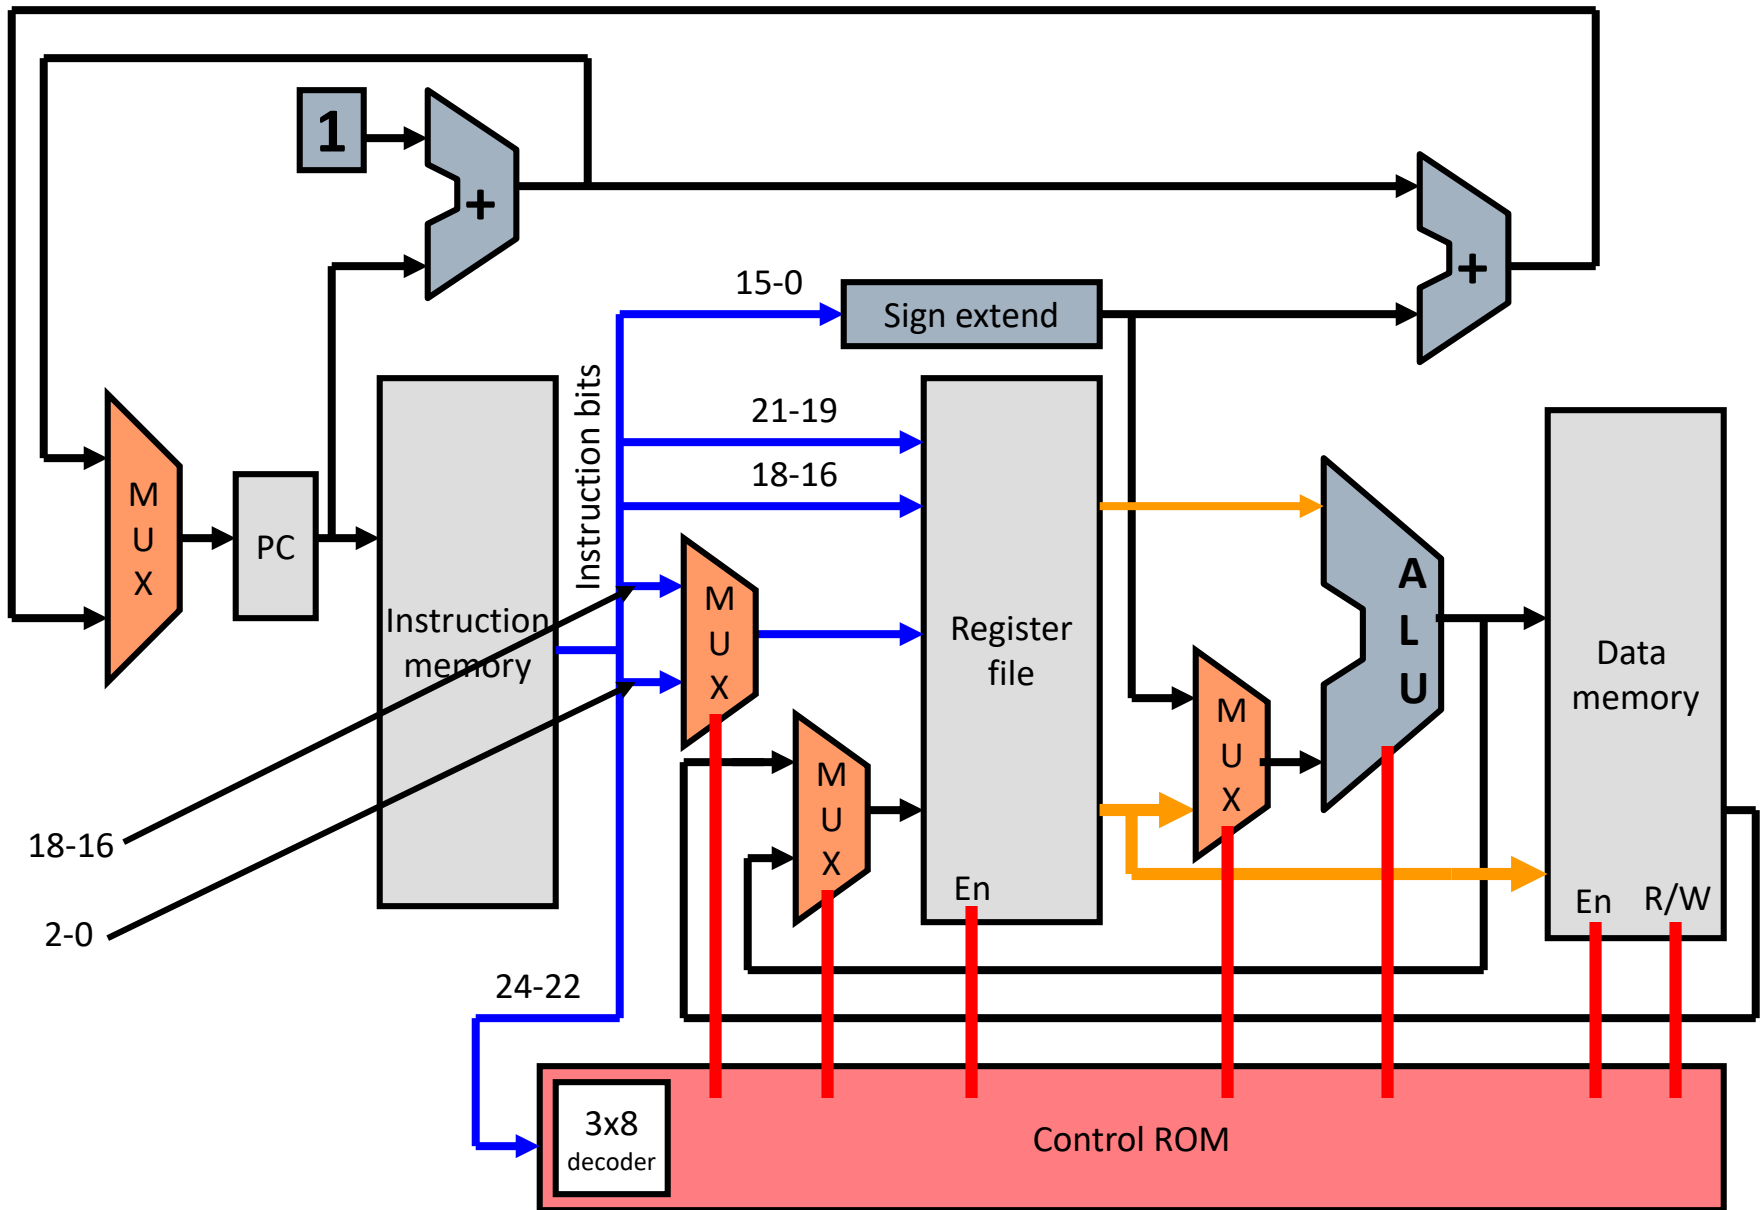 1
+
+
15-0
Sign extend
Instruction bits
21-19
18-16
M
U
X
PC
Instruction
memory
M
U
X
Register
file
En
M
U
X
M
U
X
A
L
U
Data
memory
En
R/W
18-16
2-0
24-22
3x8
decoder
Control ROM